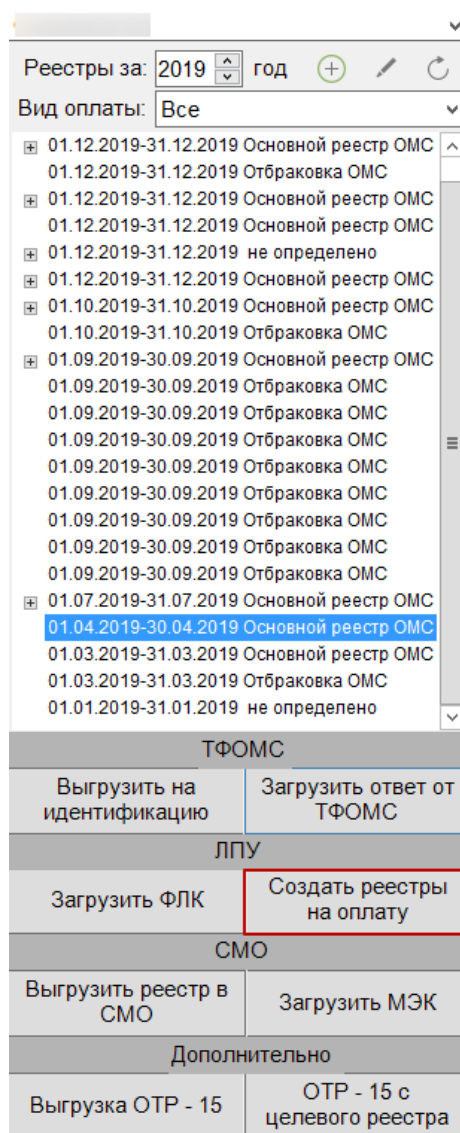 Реестры за: 2019 год
Вид оплаты: Все
01.12.2019-31.12.2019 Основной реестр ОМС
01.12.2019-31.12.2019 Отбраковка ОМС
01.12.2019-31.12.2019 Основной реестр ОМС
01.12.2019-31.12.2019 Основной реестр ОМС
01.12.2019-31.12.2019 не определено
01.12.2019-31.12.2019 Основной реестр ОМС
01.10.2019-31.10.2019 Основной реестр ОМС
01.10.2019-31.10.2019 Отбраковка ОМС
01.09.2019-30.09.2019 Основной реестр ОМС
01.09.2019-30.09.2019 Отбраковка ОМС
01.09.2019-30.09.2019 Отбраковка ОМС
01.09.2019-30.09.2019 Отбраковка ОМС
01.09.2019-30.09.2019 Отбраковка ОМС
01.09.2019-30.09.2019 Отбраковка ОМС
01.09.2019-30.09.2019 Отбраковка ОМС
01.09.2019-30.09.2019 Отбраковка ОМС
01.09.2019-30.09.2019 Отбраковка ОМС
01.07.2019-31.07.2019 Основной реестр ОМС
01.04.2019-30.04.2019 Основной реестр ОМС
01.03.2019-31.03.2019 Основной реестр ОМС
01.03.2019-31.03.2019 Отбраковка ОМС
01.01.2019-31.01.2019 не определено
ТФОМС
Выгрузить на
идентификацию
Загрузить ответ от
ТФОМС
ЛПУ
Загрузить ФЛК
Создать реестры
на оплату
СМО
Выгрузить реестр в
СМО
Загрузить МЭК
Дополнительно
Выгрузка ОТР - 15
ОТР - 15 с
целевого реестра